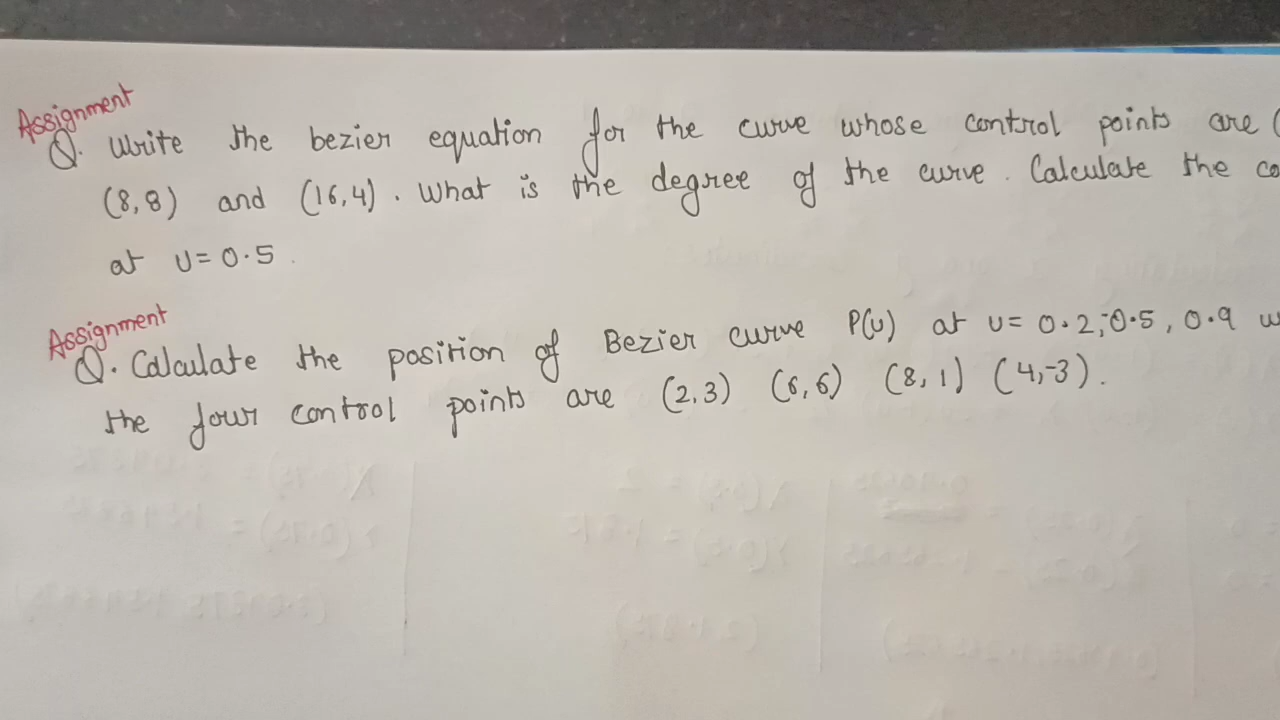 Assignment
Q. Write the bezier equation for the curve whose control points are (
(8,8) and (16,4). What is the degree of the curve. Calculate the co
at u=0.5
Assignment
Q. Calculate the position of Bezier curve P(u) at u= 0.2, 0.5, 0.9 w
the four control points are (2,3) (6,6) (8,1) (4,-3).